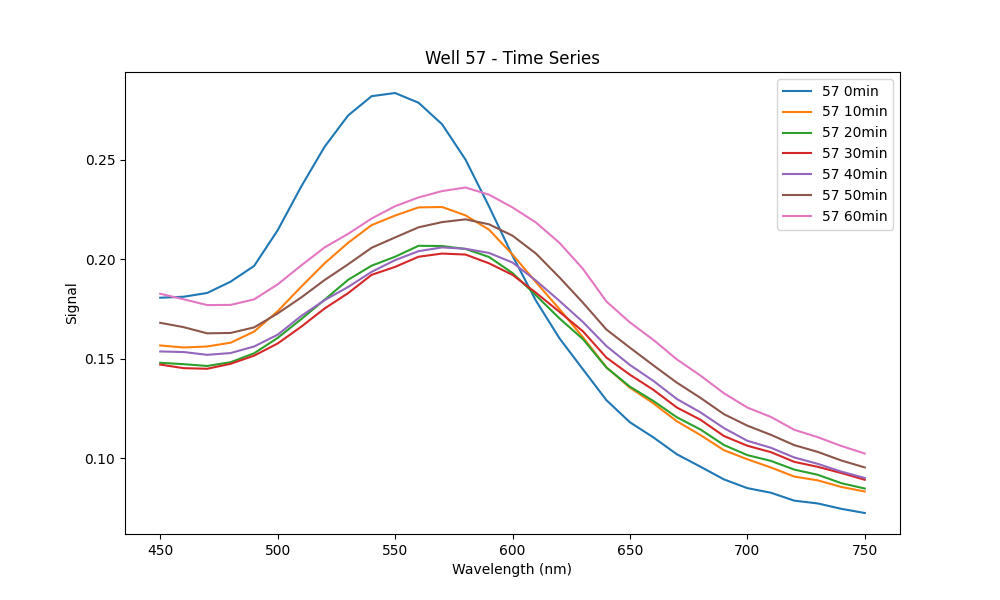 Well 57 - Time Series
57 0min
57 10min
57 20min
57 30min
57 40min
57 50min
57 60min
Signal
0.25
0.20
0.15
0.10
450 500 550 600 650 700 750
Wavelength (nm)